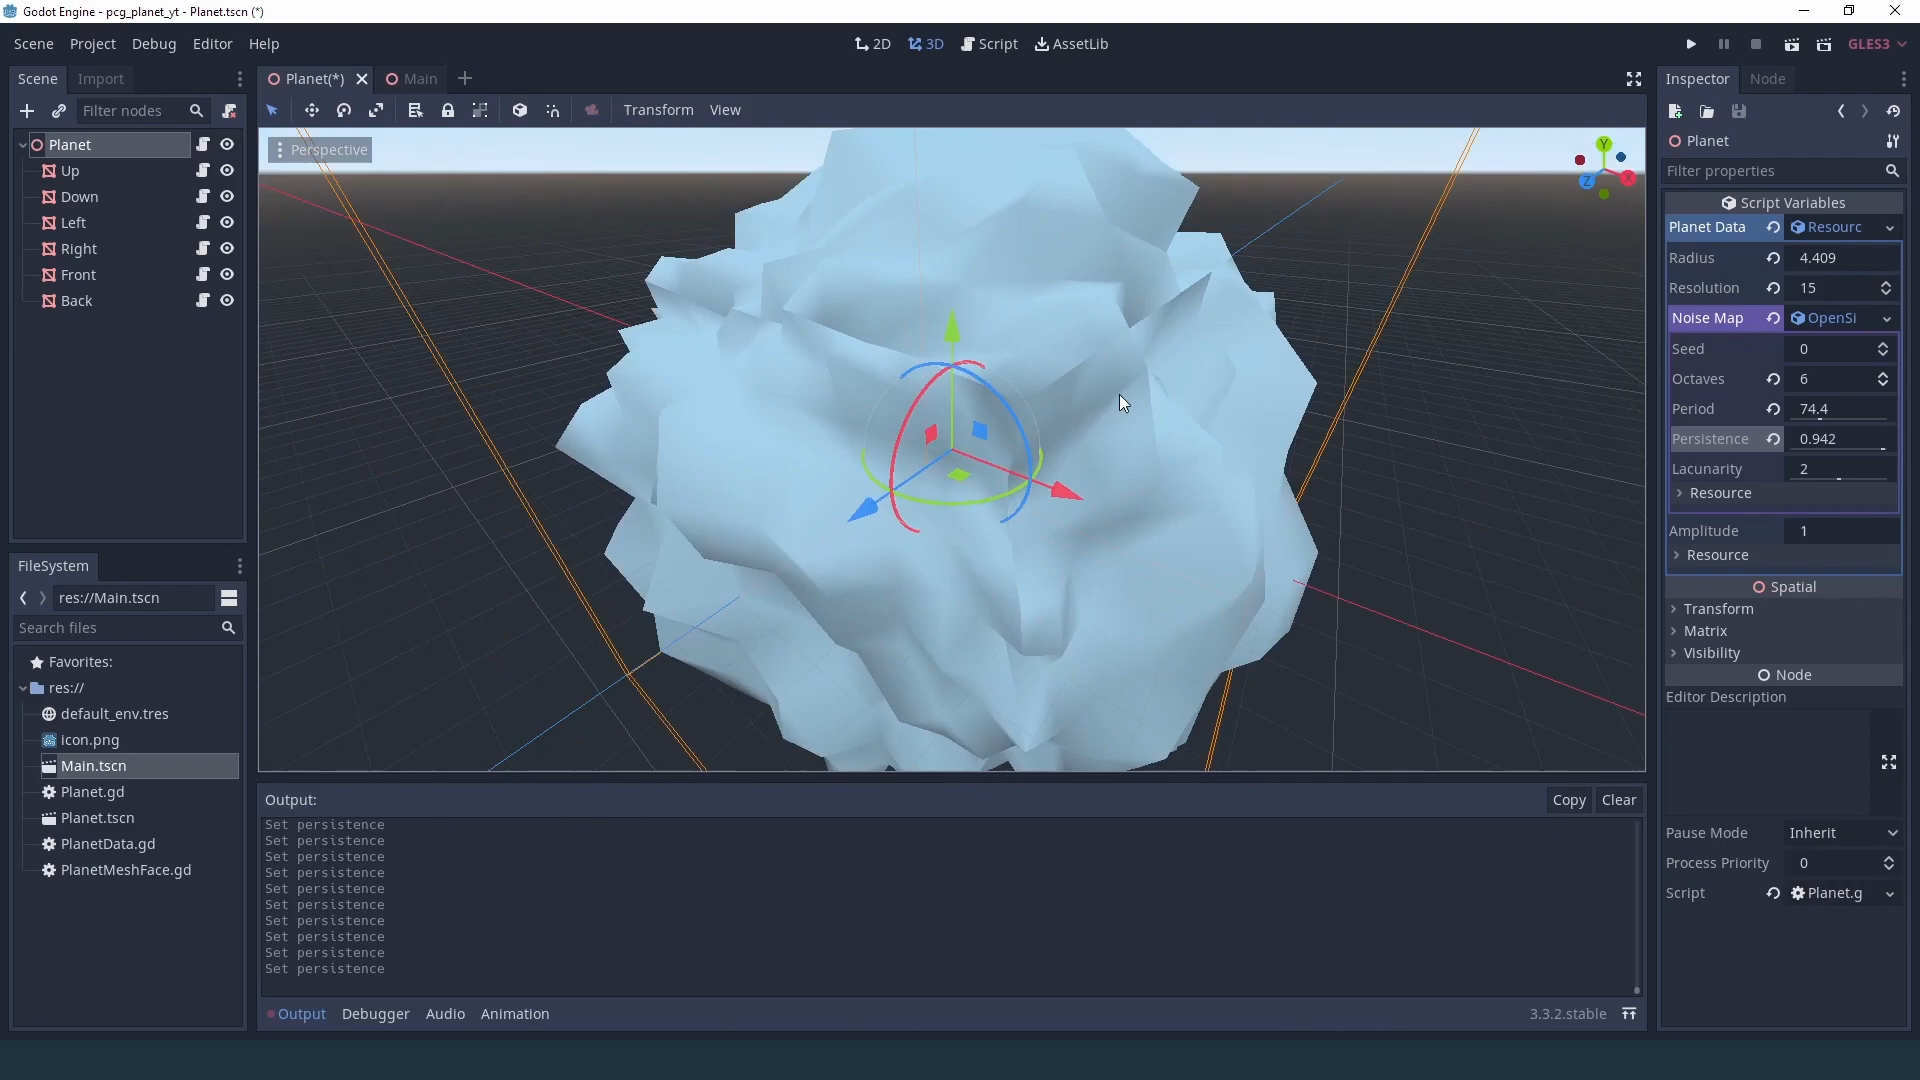 Godot Engine - pcg_planet_yt - Planet.tscn (*)
Scene Project Debug Editor Help
2D 3D Script AssetLib
GLES3
Scene Import
Filter nodes
Planet
Up
Down
Left
Right
Front
Back
FileSystem
res://Main.tscn
Search files
Favorites:
res://
default_env.tres
icon.png
Main.tscn
Planet.gd
Planet.tscn
PlanetData.gd
PlanetMeshFace.gd
Planet(*) Main
Transform View
Perspective
Y
X
Z
Output:
Copy Clear
Set persistence
Set persistence
Set persistence
Set persistence
Set persistence
Set persistence
Set persistence
Set persistence
Set persistence
Set persistence
Output Debugger Audio Animation
3.3.2.stable
Inspector Node
Planet
Filter properties
Script Variables
Planet Data Resourc
Radius 4.409
Resolution 15
Noise Map OpenSi
Seed 0
Octaves 6
Period 74.4
Persistence 0.942
Lacunarity 2
Resource
Amplitude 1
Resource
Spatial
Transform
Matrix
Visibility
Node
Editor Description
Pause Mode Inherit
Process Priority 0
Script Planet.g